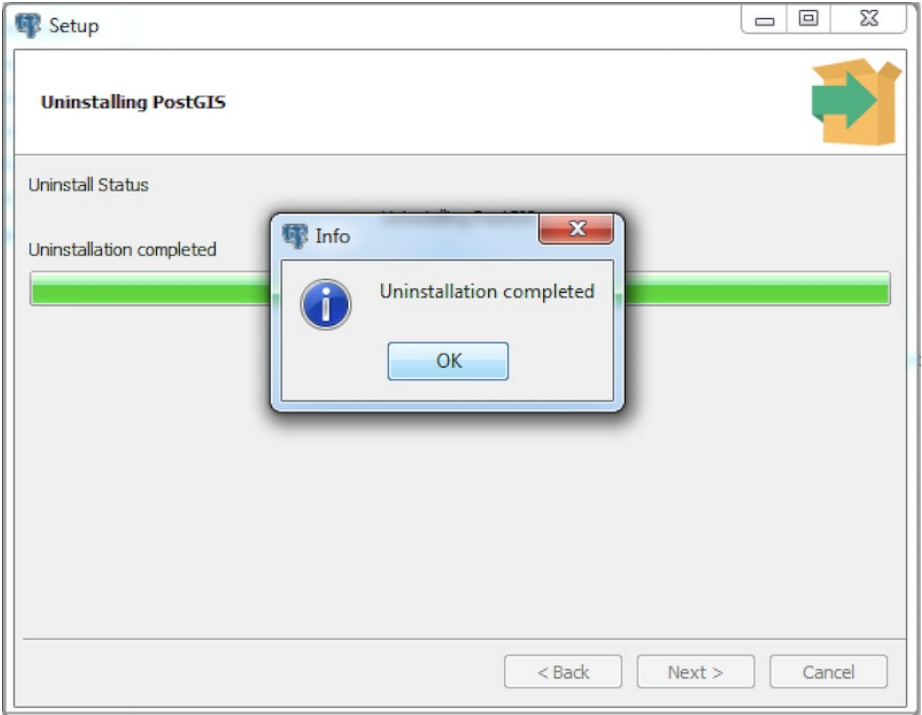 Setup
Uninstalling PostGIS
Uninstall Status
Uninstallation completed
Info
Uninstallation completed
OK
< Back
Next >
Cancel